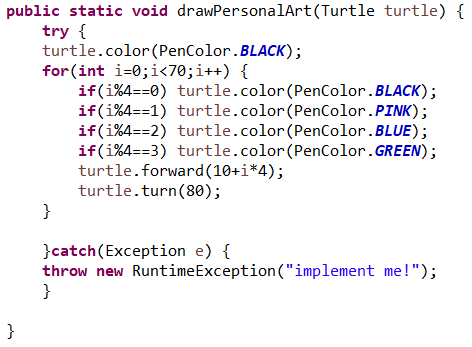 public static void drawPersonalArt(Turtle turtle) {
    try {
    turtle.color(PenColor.BLACK);
    for(int i=0;i<70;i++) {
        if(i%4==0) turtle.color(PenColor.BLACK);
        if(i%4==1) turtle.color(PenColor.PINK);
        if(i%4==2) turtle.color(PenColor.BLUE);
        if(i%4==3) turtle.color(PenColor.GREEN);
        turtle.forward(10+i*4);
        turtle.turn(80);
    }

    }catch(Exception e) {
    throw new RuntimeException("implement me!");
    }

}